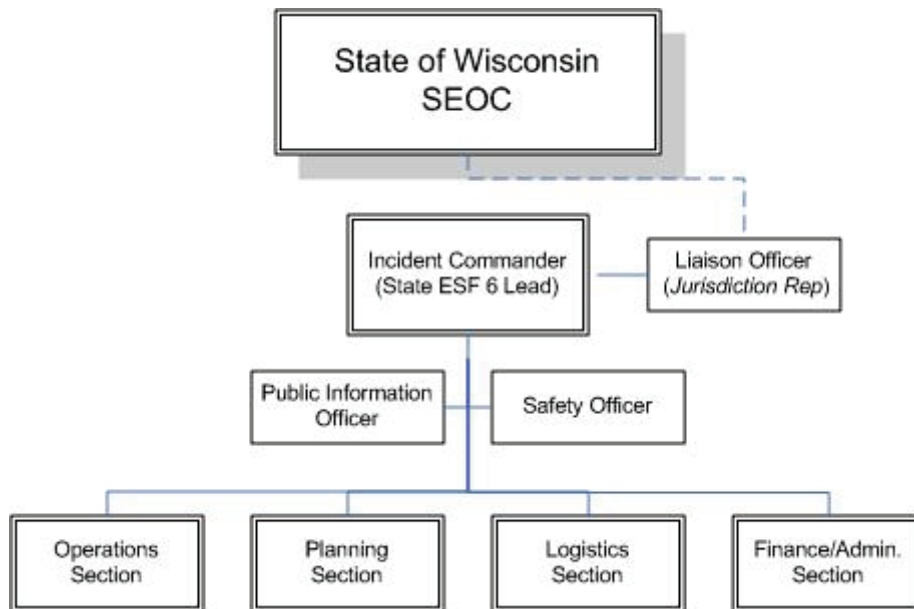 State of Wisconsin
SEOC
Incident Commander
(State ESF 6 Lead)
Liaison Officer
(Jurisdiction Rep)
Public Information
Officer
Safety Officer
Operations
Section
Planning
Section
Logistics
Section
Finance/Admin.
Section